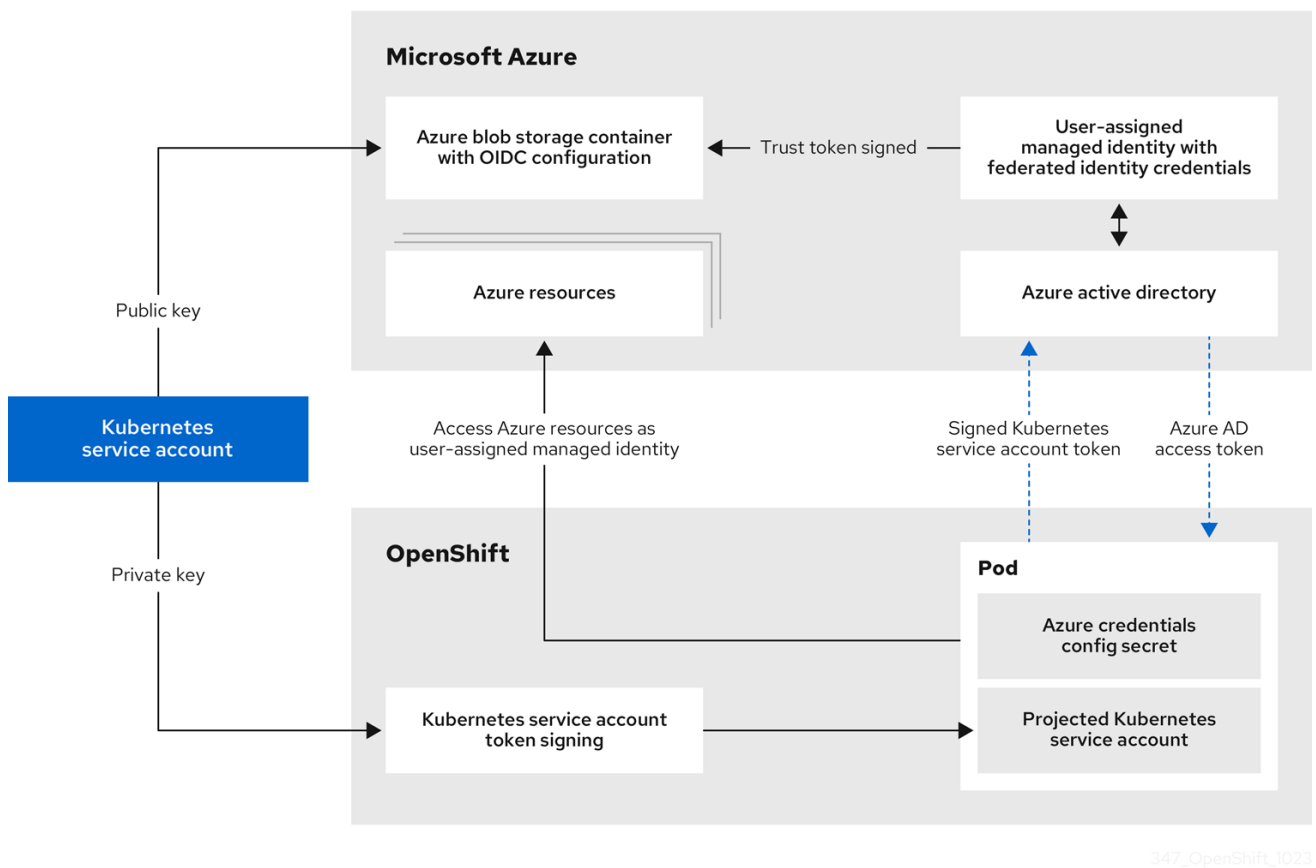 Microsoft Azure
Azure blob storage container
with OIDC configuration
Trust token signed
User-assigned
managed identity with
federated identity credentials
Azure resources
Azure active directory
Public key
Kubernetes
service account
Access Azure resources as
user-assigned managed identity
Signed Kubernetes
service account token
Azure AD
access token
Private key
OpenShift
Pod
Azure credentials
config secret
Kubernetes service account
token signing
Projected Kubernetes
service account
347_OpenShift_1023